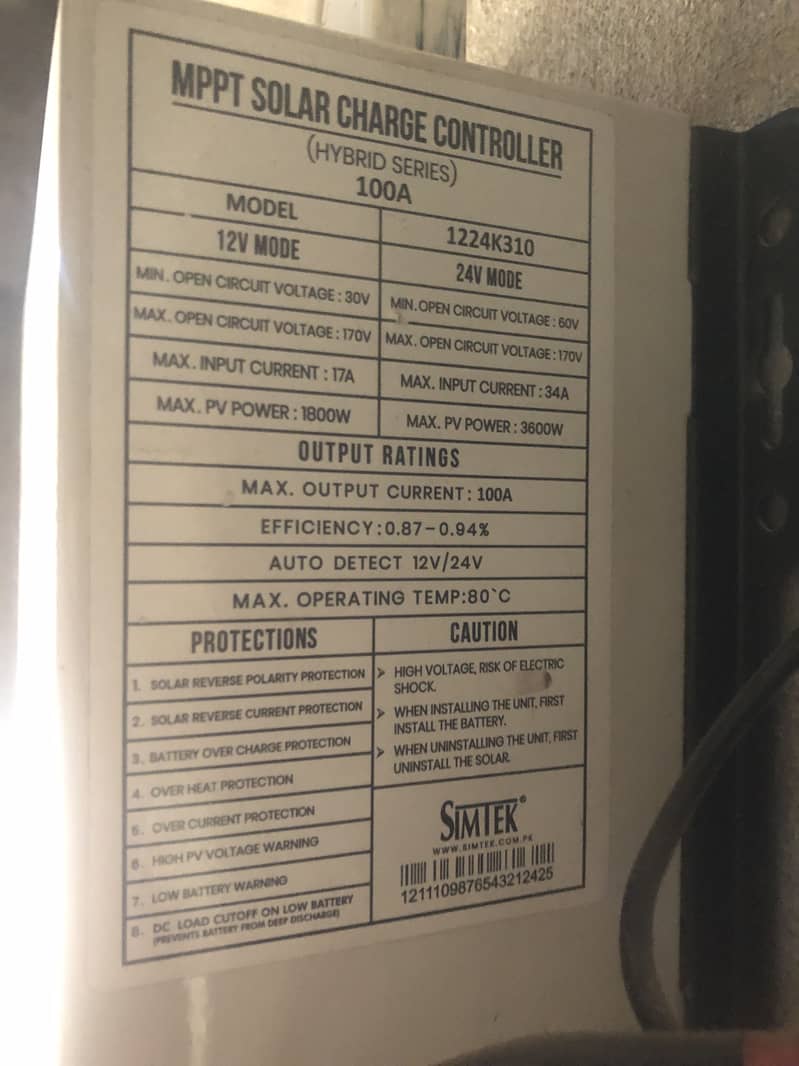 MPPT SOLAR CHARGE CONTROLLER
(HYBRID SERIES)
100A
MODEL
1224K310
12V MODE
24V MODE
MIN. OPEN CIRCUIT VOLTAGE : 30V
MIN. OPEN CIRCUIT VOLTAGE : 60V
MAX. OPEN CIRCUIT VOLTAGE : 170V
MAX. OPEN CIRCUIT VOLTAGE : 170V
MAX. INPUT CURRENT : 17A
MAX. INPUT CURRENT : 34A
MAX. PV POWER : 1800W
MAX. PV POWER : 3600W
OUTPUT RATINGS
MAX. OUTPUT CURRENT : 100A
EFFICIENCY : 0.87-0.94%
AUTO DETECT 12V/24V
MAX. OPERATING TEMP:80`C
PROTECTIONS
1. SOLAR REVERSE POLARITY PROTECTION
2. SOLAR REVERSE CURRENT PROTECTION
3. BATTERY OVER CHARGE PROTECTION
4. OVER HEAT PROTECTION
5. OVER CURRENT PROTECTION
6. HIGH PV VOLTAGE WARNING
7. LOW BATTERY WARNING
8. DC LOAD CUTOFF ON LOW BATTERY
(PREVENTS BATTERY FROM DEEP DISCHARGE)
CAUTION
➤ HIGH VOLTAGE, RISK OF ELECTRIC
SHOCK.
➤ WHEN INSTALLING THE UNIT, FIRST
INSTALL THE BATTERY.
➤ WHEN UNINSTALLING THE UNIT, FIRST
UNINSTALL THE SOLAR.
SIMTEK®
WWW.SIMTEK.COM.PK
1211109876543212425